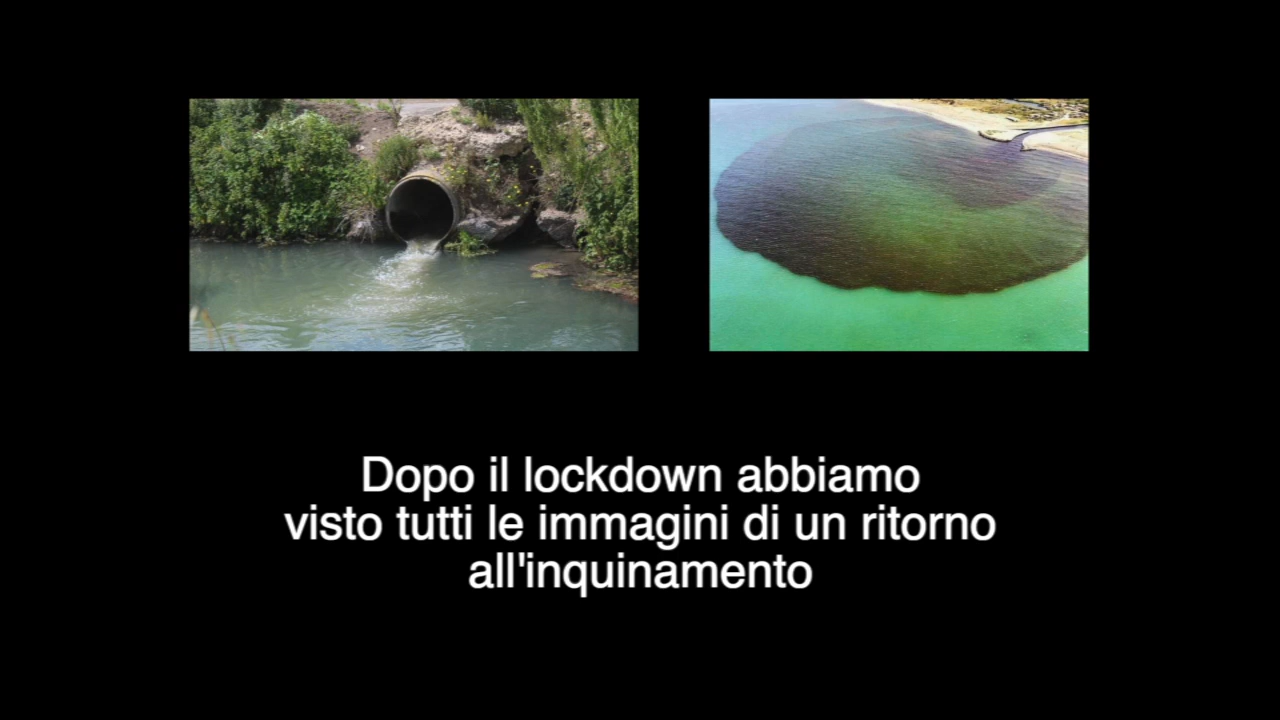 Dopo il lockdown abbiamo
visto tutti le immagini di un ritorno
all'inquinamento